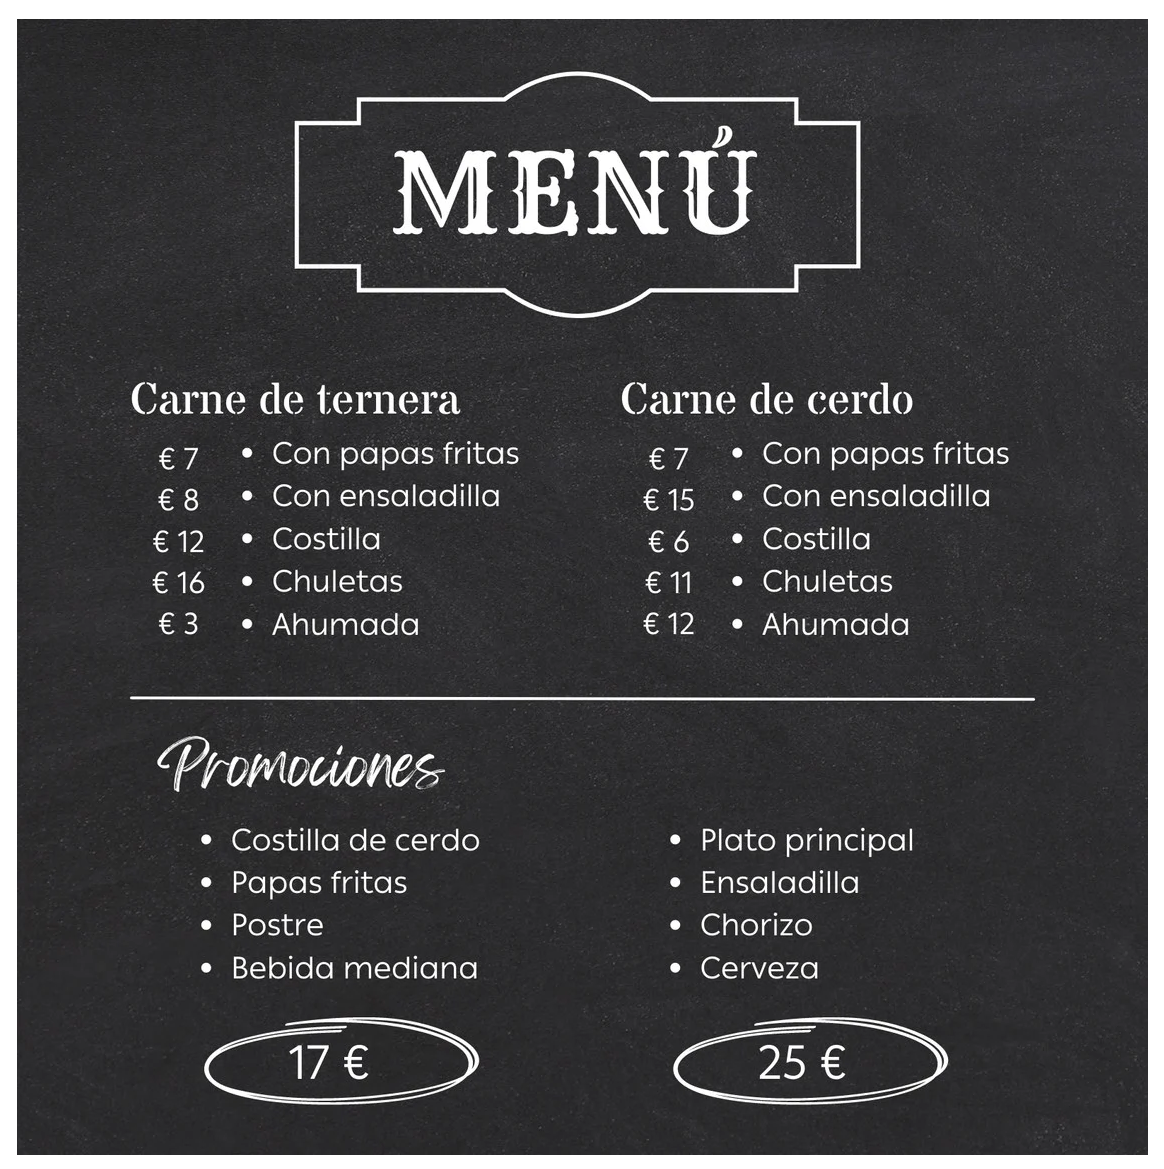 MENÚ
Carne de ternera
€ 7 • Con papas fritas
€ 8 • Con ensaladilla
€ 12 • Costilla
€ 16 • Chuletas
€ 3 • Ahumada
Carne de cerdo
€ 7 • Con papas fritas
€ 15 • Con ensaladilla
€ 6 • Costilla
€ 11 • Chuletas
€ 12 • Ahumada
Promociones
• Costilla de cerdo
• Papas fritas
• Postre
• Bebida mediana
17 €
• Plato principal
• Ensaladilla
• Chorizo
• Cerveza
25 €